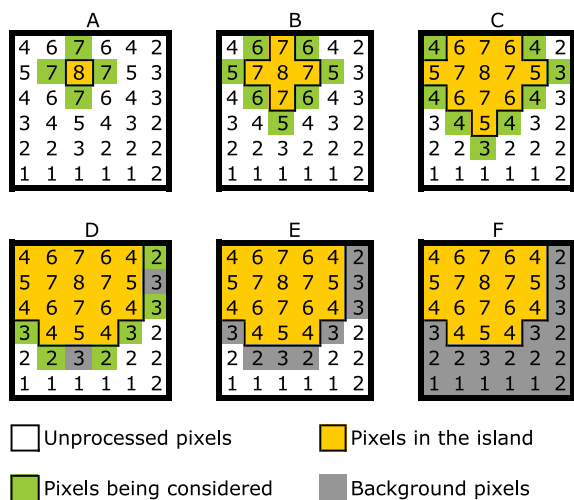 A
4 6 7 6 4 2
5 7 8 7 5 3
4 6 7 6 4 3
3 4 5 4 3 2
2 2 3 2 2 2
1 1 1 1 1 2
B
4 6 7 6 4 2
5 7 8 7 5 3
4 6 7 6 4 3
3 4 5 4 3 2
2 2 3 2 2 2
1 1 1 1 1 2
C
4 6 7 6 4 2
5 7 8 7 5 3
4 6 7 6 4 3
3 4 5 4 3 2
2 2 3 2 2 2
1 1 1 1 1 2
D
4 6 7 6 4 2
5 7 8 7 5 3
4 6 7 6 4 3
3 4 5 4 3 2
2 2 3 2 2 2
1 1 1 1 1 2
E
4 6 7 6 4 2
5 7 8 7 5 3
4 6 7 6 4 3
3 4 5 4 3 2
2 2 3 2 2 2
1 1 1 1 1 2
F
4 6 7 6 4 2
5 7 8 7 5 3
4 6 7 6 4 3
3 4 5 4 3 2
2 2 3 2 2 2
1 1 1 1 1 2
Unprocessed pixels
Pixels in the island
Pixels being considered
Background pixels